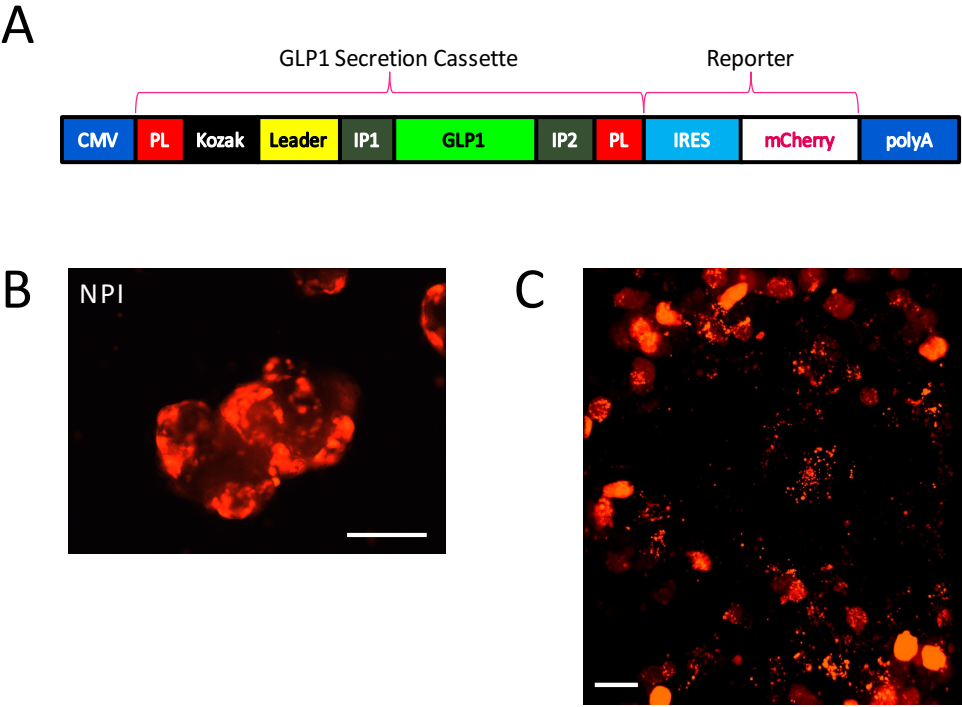 A
GLP1 Secretion Cassette Reporter
CMV PL Kozak Leader IP1 GLP1 IP2 PL IRES mCherry polyA
B NPI C